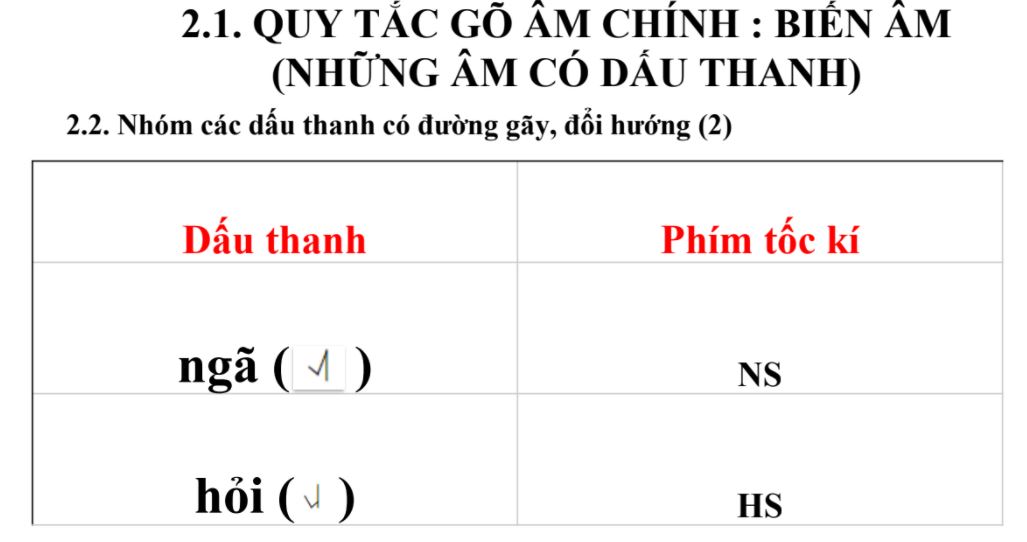 2.1. QUY TẮC GÕ ÂM CHÍNH : BIẾN ÂM
(NHỮNG ÂM CÓ DẤU THANH)
2.2. Nhóm các dấu thanh có đường gãy, đổi hướng (2)
Dấu thanh Phím tốc kí
ngã ( ) NS
hỏi ( ) HS